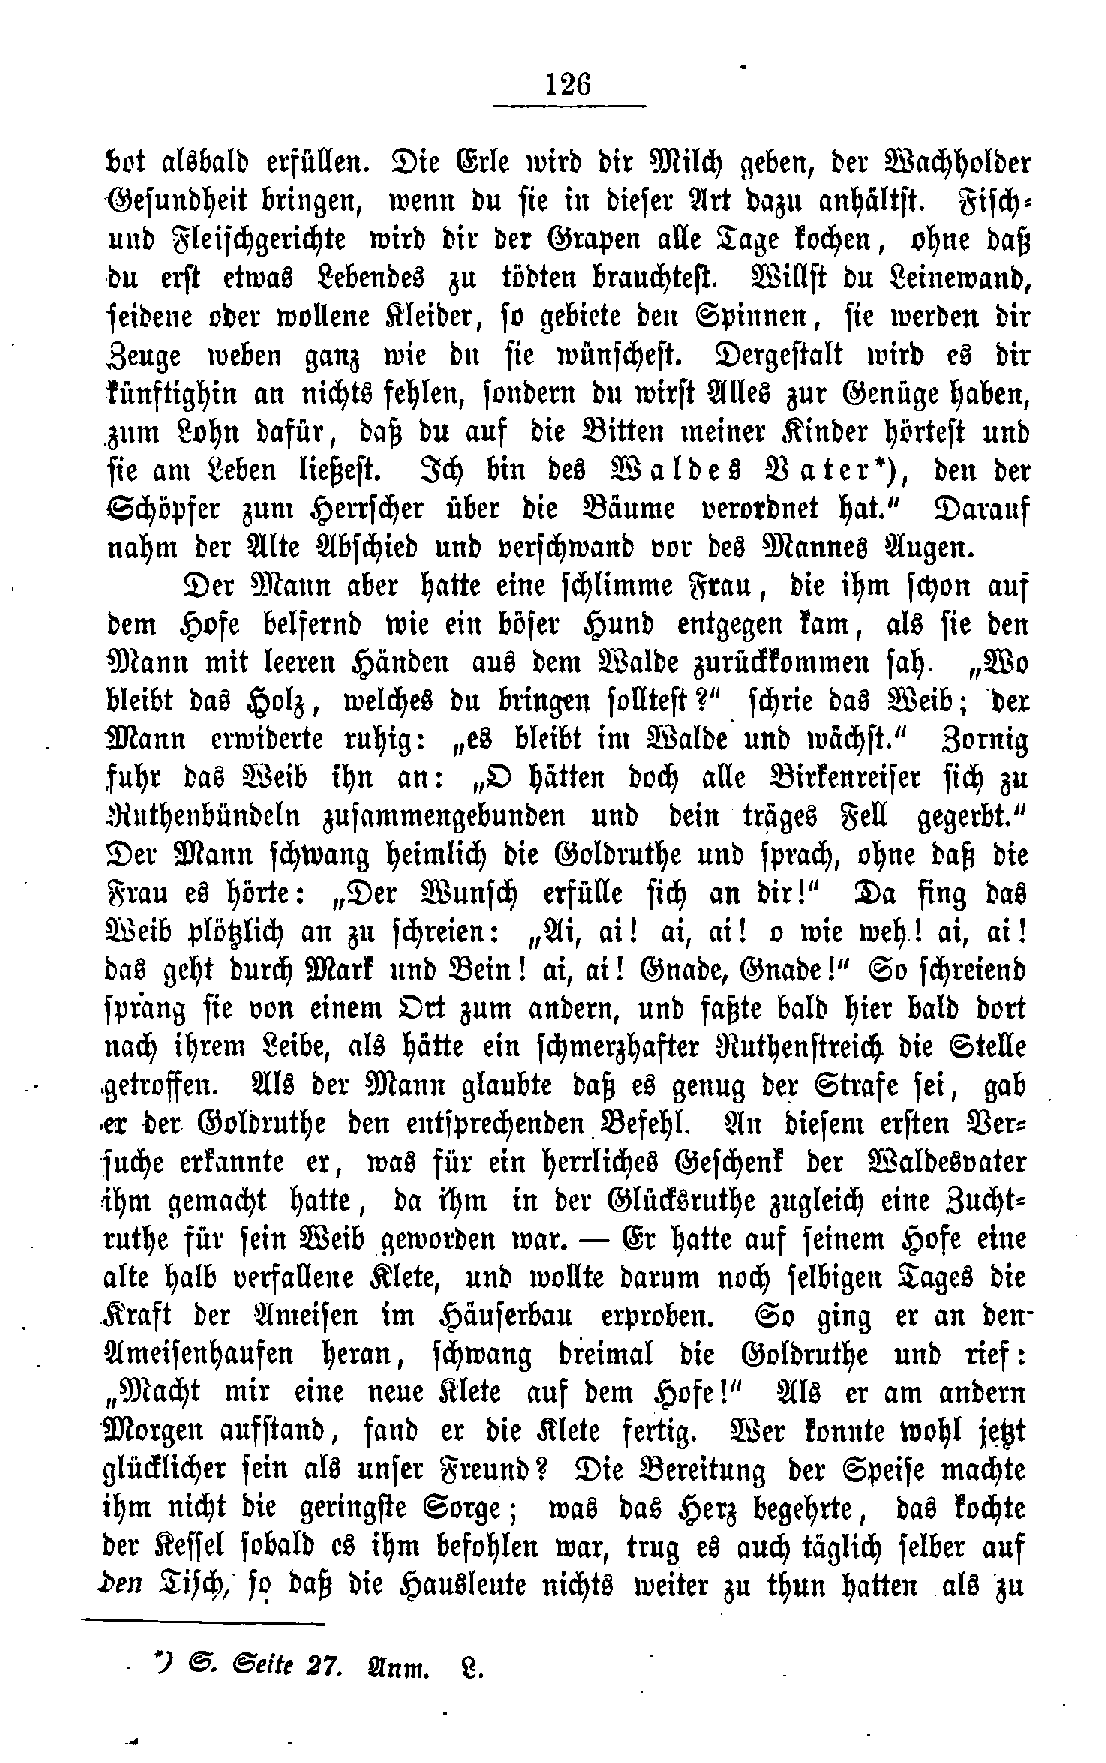 126
bot alsbald erfüllen. Die Erle wird dir Milch geben, der Wachholder
Gesundheit bringen, wenn du sie in dieser Art dazu anhältst. Fisch-
und Fleischgerichte wird dir der Grapen alle Tage kochen, ohne daß
du erst etwas Lebendes zu tödten brauchtest. Willst du Leinewand,
seidene oder wollene Kleider, so gebiete den Spinnen, sie werden dir
Zeuge weben ganz wie du sie wünschest. Dergestalt wird es dir
künftighin an nichts fehlen, sondern du wirst Alles zur Genüge haben,
zum Lohn dafür, daß du auf die Bitten meiner Kinder hörtest und
sie am Leben ließest. Ich bin des Waldes Vater*), den der
Schöpfer zum Herrscher über die Bäume verordnet hat.“ Darauf
nahm der Alte Abschied und verschwand vor des Mannes Augen.
Der Mann aber hatte eine schlimme Frau, die ihm schon auf
dem Hofe belfernd wie ein böser Hund entgegen kam, als sie den
Mann mit leeren Händen aus dem Walde zurückkommen sah. „Wo
bleibt das Holz, welches du bringen solltest?“ schrie das Weib; der
Mann erwiderte ruhig: „es bleibt im Walde und wächst.“ Zornig
fuhr das Weib ihn an: „O hätten doch alle Birkenreiser sich zu
Ruthenbündeln zusammengebunden und dein träges Fell gegerbt.“
Der Mann schwang heimlich die Goldruthe und sprach, ohne daß die
Frau es hörte: „Der Wunsch erfülle sich an dir!“ Da fing das
Weib plötzlich an zu schreien: „Ai, ai! ai, ai! o wie weh! ai, ai!
das geht durch Mark und Bein! ai, ai! Gnade, Gnade!“ So schreiend
sprang sie von einem Ort zum andern, und faßte bald hier bald dort
nach ihrem Leibe, als hätte ein schmerzhafter Ruthenstreich die Stelle
getroffen. Als der Mann glaubte daß es genug der Strafe sei, gab
er der Goldruthe den entsprechenden Befehl. An diesem ersten Ver-
suche erkannte er, was für ein herrliches Geschenk der Waldesvater
ihm gemacht hatte, da ihm in der Glücksruthe zugleich eine Zucht-
ruthe für sein Weib geworden war. — Er hatte auf seinem Hofe eine
alte halb verfallene Klete, und wollte darum noch selbigen Tages die
Kraft der Ameisen im Häuserbau erproben. So ging er an den
Ameisenhaufen heran, schwang dreimal die Goldruthe und rief:
„Macht mir eine neue Klete auf dem Hofe!“ Als er am andern
Morgen aufstand, fand er die Klete fertig. Wer konnte wohl jetzt
glücklicher sein als unser Freund? Die Bereitung der Speise machte
ihm nicht die geringste Sorge; was das Herz begehrte, das kochte
der Kessel sobald es ihm befohlen war, trug es auch täglich selber auf
den Tisch, so daß die Hausleute nichts weiter zu thun hatten als zu
*) S. Seite 27. Anm. L.